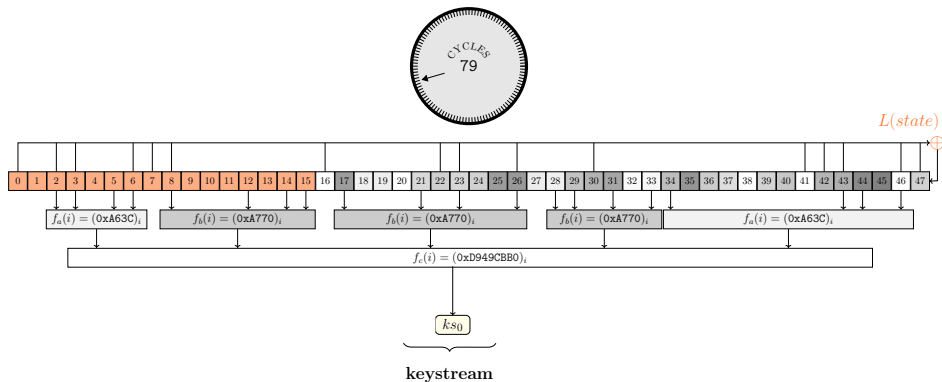 CYCLES
79
L(state)
⊕
0 1 2 3 4 5 6 7 8 9 10 11 12 13 14 15 16 17 18 19 20 21 22 23 24 25 26 27 28 29 30 31 32 33 34 35 36 37 38 39 40 41 42 43 44 45 46 47
f_a(i) = (0xA63C)_i f_b(i) = (0xA770)_i f_b(i) = (0xA770)_i f_b(i) = (0xA770)_i f_a(i) = (0xA63C)_i
f_c(i) = (0xD949CBB0)_i
ks_0
keystream